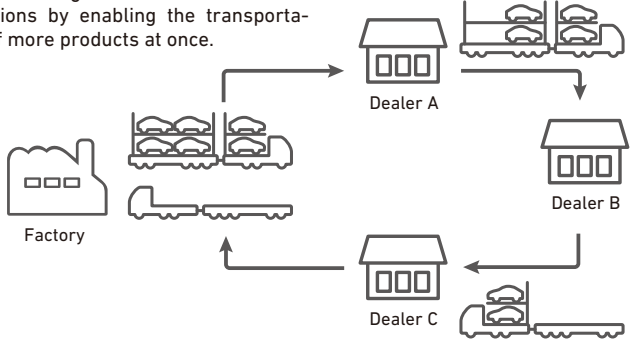 ions by enabling the transporta-
more products at once.
Dealer A
Dealer B
Factory
Dealer C